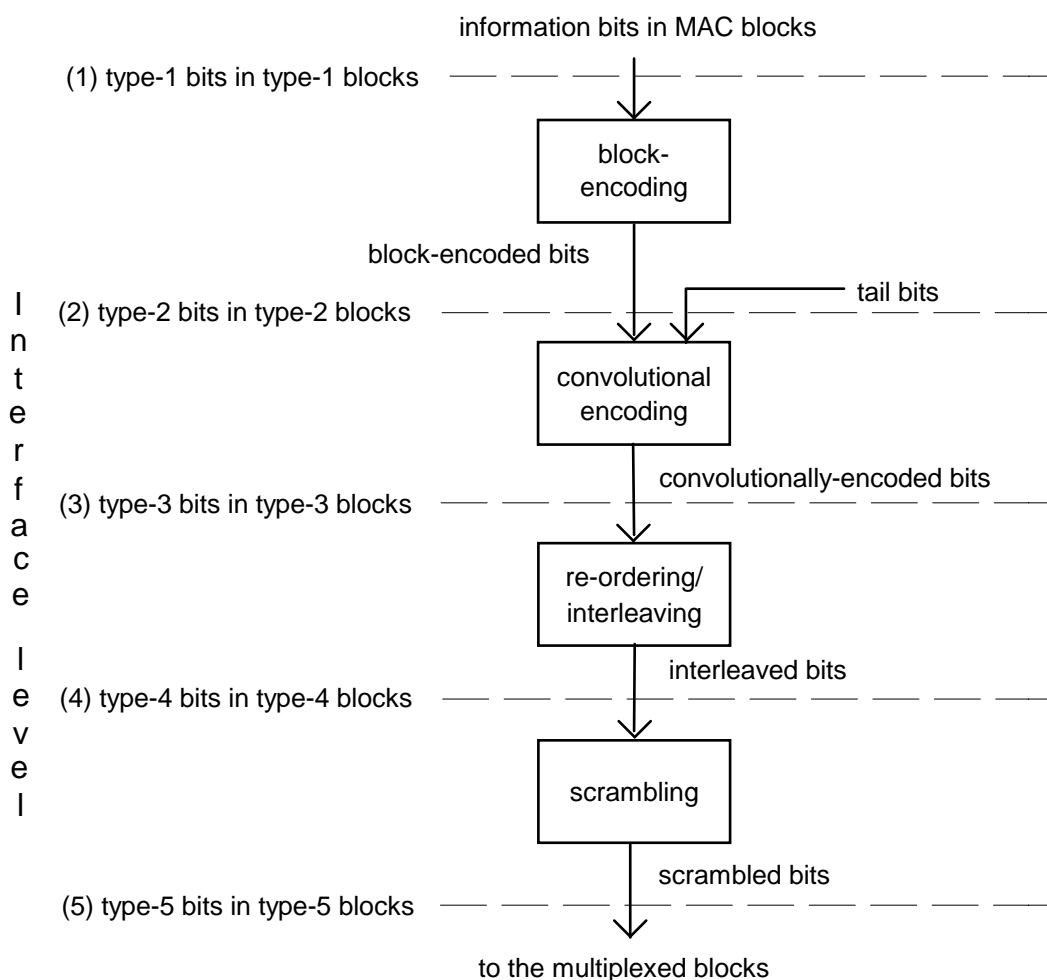 information bits in MAC blocks
(1) type-1 bits in type-1 blocks
block-
encoding
block-encoded bits
tail bits
(2) type-2 bits in type-2 blocks
convolutional
encoding
convolutionally-encoded bits
(3) type-3 bits in type-3 blocks
re-ordering/
interleaving
interleaved bits
(4) type-4 bits in type-4 blocks
scrambling
scrambled bits
(5) type-5 bits in type-5 blocks
to the multiplexed blocks
Interface level